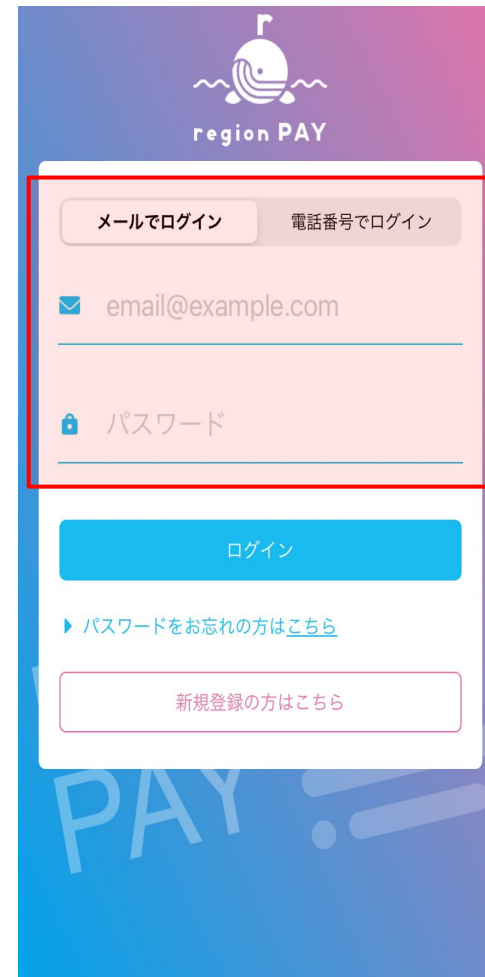 r
region PAY
メールでログイン 電話番号でログイン
email@example.com
パスワード
ログイン
パスワードをお忘れの方はこちら
新規登録の方はこちら
PAY